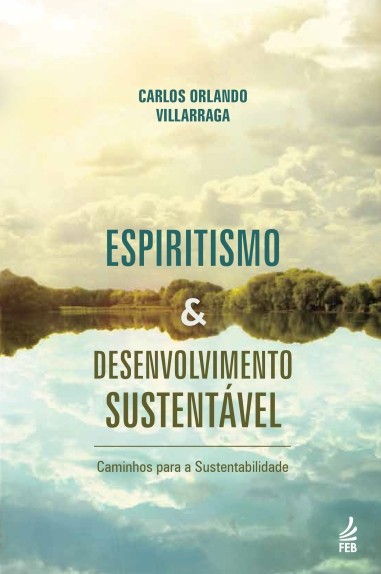 CARLOS ORLANDO
VILLARRAGA
ESPIRITISMO
&
DESENVOLVIMENTO
SUSTENTÁVEL
Caminhos para a Sustentabilidade
FEB